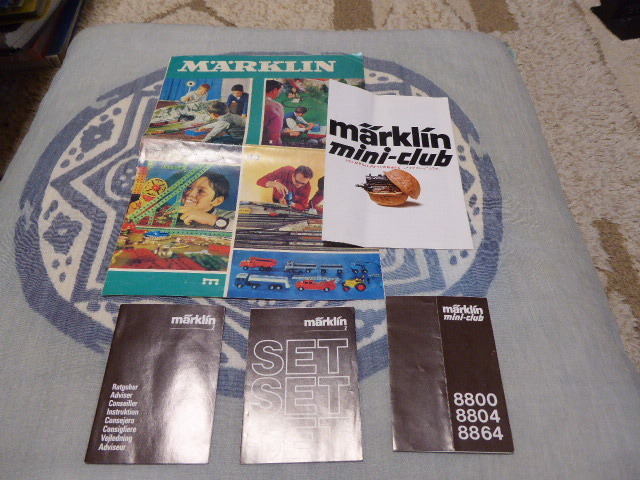 MÄRKLIN
märklin
mini-club
märklin
Ratgeber
Adviser
Conseiller
Instruktion
Consejero
Consigliere
Vejledning
Adviseur
märklin
SET
SET
SET
märklin
mini-club
8800
8804
8864